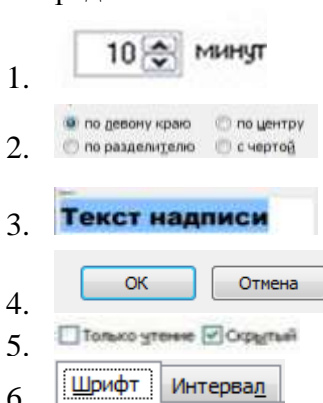 10 минут
1.
по левому краю по центру
2. по разделителю с чертой
Текст надписи
3.
ОК Отмена
4.
Только чтение Скрытый
5.
Шрифт Интервал
6.